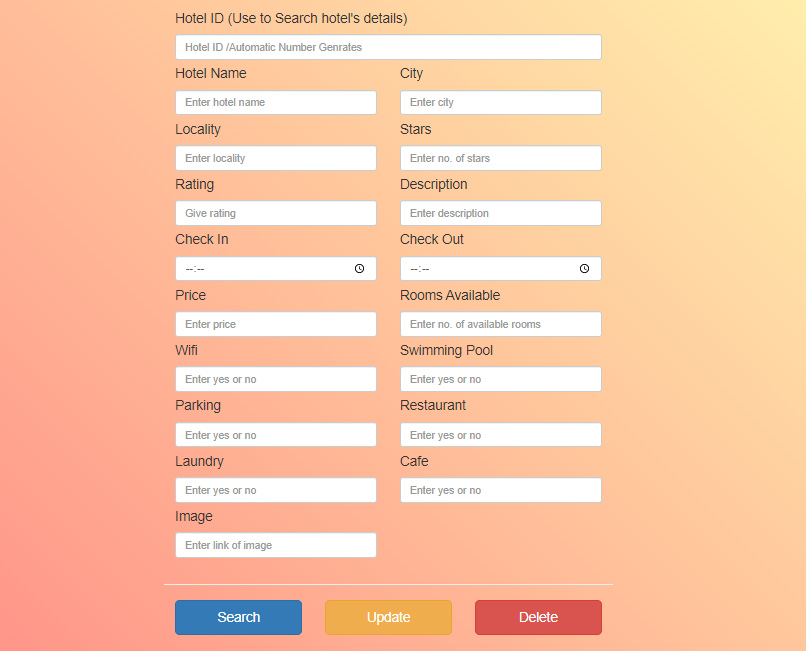 Hotel ID (Use to Search hotel's details)
Hotel ID /Automatic Number Genrates
Hotel Name City
Enter hotel name Enter city
Locality Stars
Enter locality Enter no. of stars
Rating Description
Give rating Enter description
Check In Check Out
--:-- --:--
Price Rooms Available
Enter price Enter no. of available rooms
Wifi Swimming Pool
Enter yes or no Enter yes or no
Parking Restaurant
Enter yes or no Enter yes or no
Laundry Cafe
Enter yes or no Enter yes or no
Image
Enter link of image
Search Update Delete